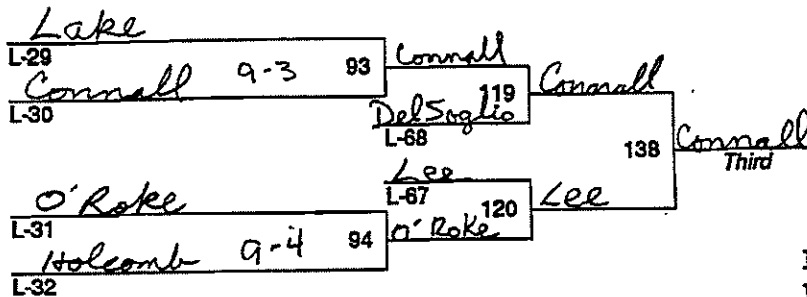 Lake
L-29
93 Connall
Connall 9-3
L-30
119 Connall
DelSoglio
L-68
138 Connall
Third
Lee
L-67
O'Roke
L-31
120 Lee
94 O'Roke
Holcomb 9-4
L-32